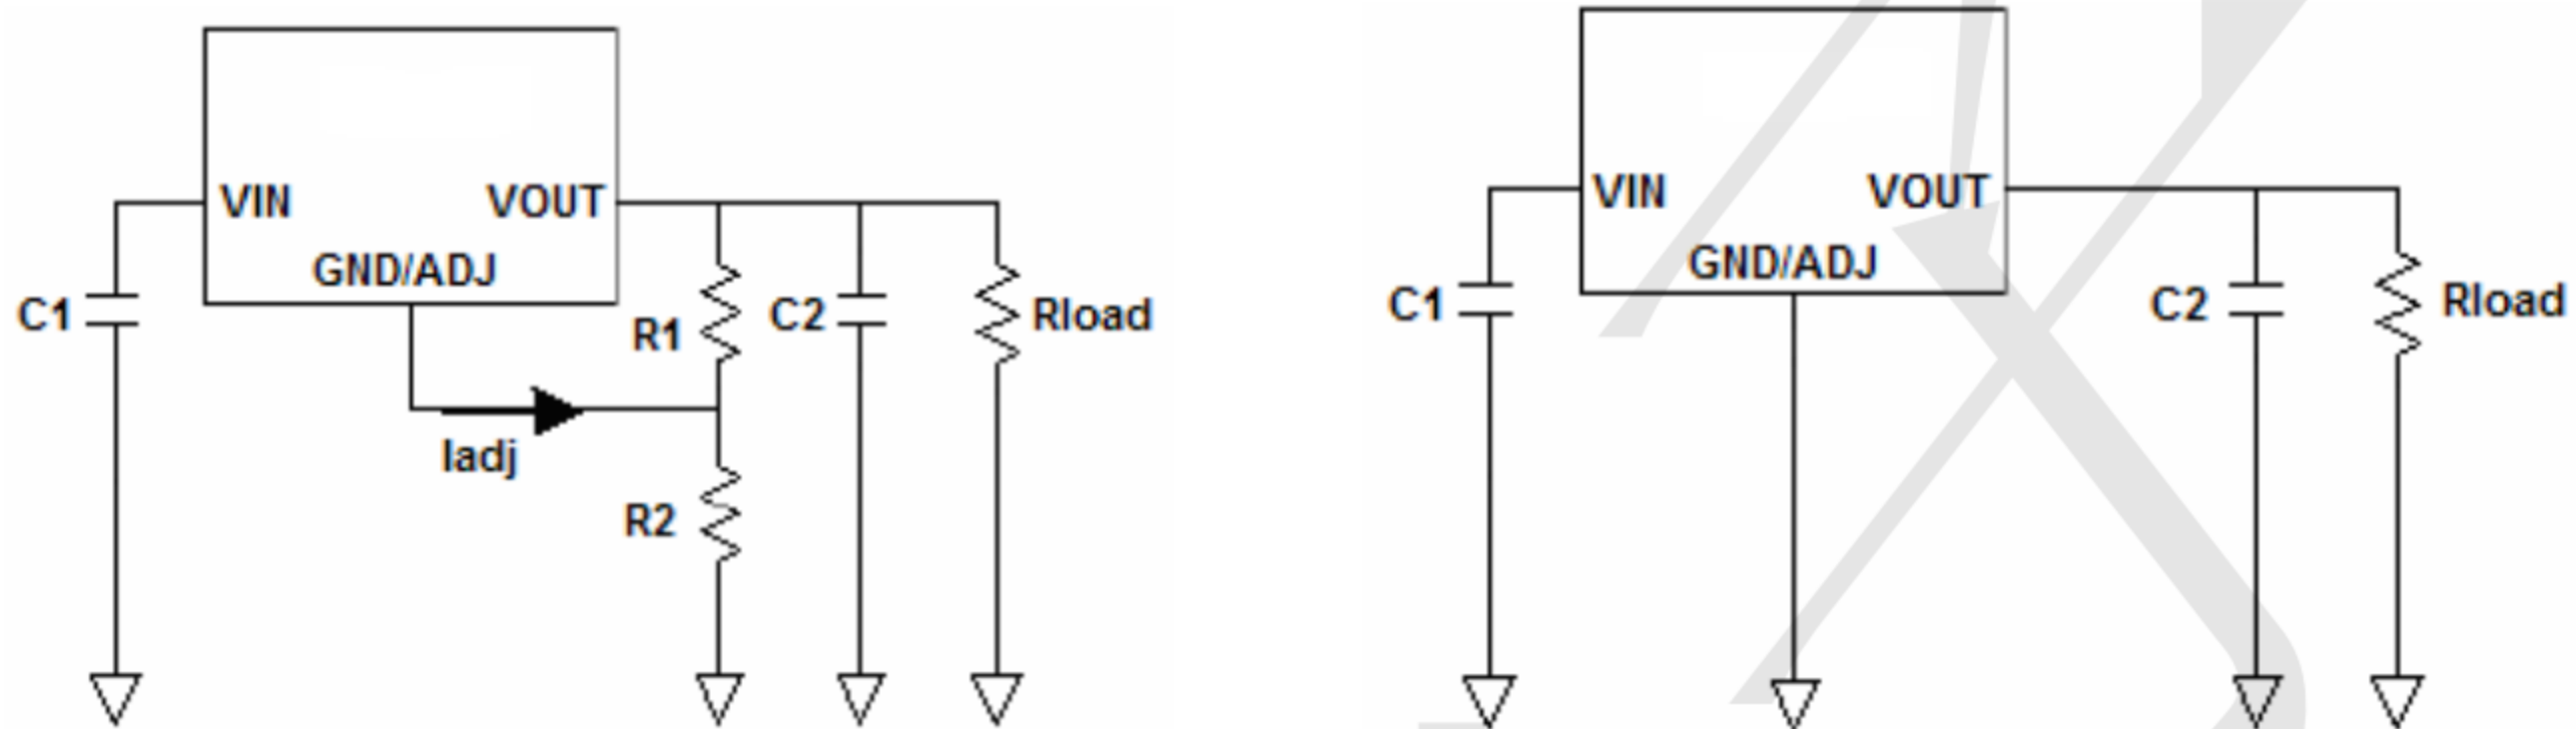 VIN
VOUT
GND/ADJ
C1
R1
C2
Rload
Iadj
R2
VIN
VOUT
GND/ADJ
C1
C2
Rload